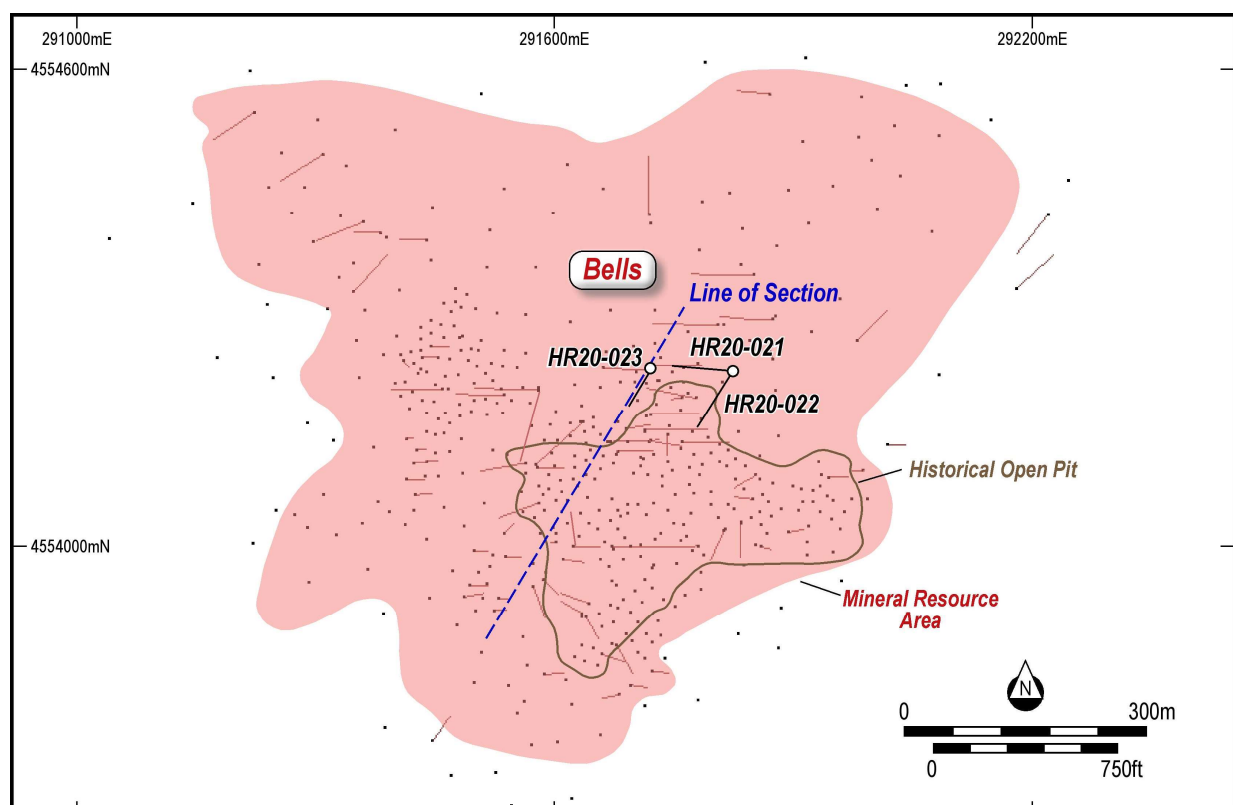 291000mE
291600mE
292200mE
4554600mN
Bells
Line of Section
HR20-023
HR20-021
HR20-022
Historical Open Pit
4554000mN
Mineral Resource
Area
N
0
300m
0
750ft